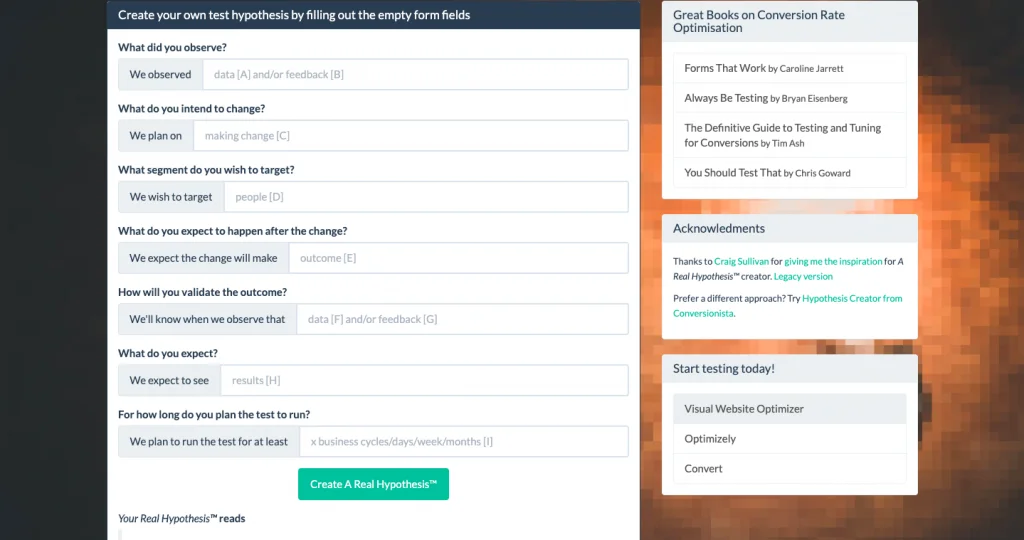 Create your own test hypothesis by filling out the empty form fields
What did you observe?
We observed data [A] and/or feedback [B]
What do you intend to change?
We plan on making change [C]
What segment do you wish to target?
We wish to target people [D]
What do you expect to happen after the change?
We expect the change will make outcome [E]
How will you validate the outcome?
We'll know when we observe that data [F] and/or feedback [G]
What do you expect?
We expect to see results [H]
For how long do you plan the test to run?
We plan to run the test for at least x business cycles/days/week/months [I]
Create A Real Hypothesis™
Your Real Hypothesis™ reads
Great Books on Conversion Rate
Optimisation
Forms That Work by Caroline Jarrett
Always Be Testing by Bryan Eisenberg
The Definitive Guide to Testing and Tuning
for Conversions by Tim Ash
You Should Test That by Chris Goward
Acknowledments
Thanks to Craig Sullivan for giving me the inspiration for A
Real Hypothesis™ creator. Legacy version
Prefer a different approach? Try Hypothesis Creator from
Conversionista.
Start testing today!
Visual Website Optimizer
Optimizely
Convert